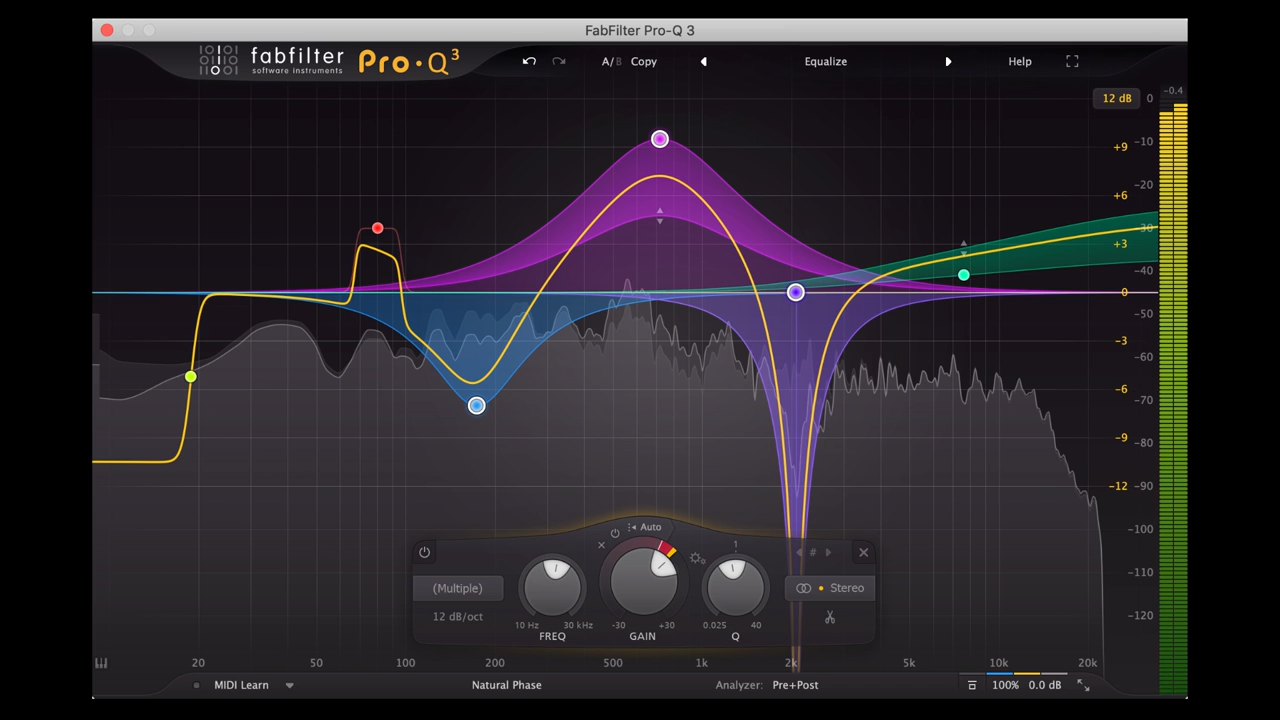 FabFilter Pro-Q 3
fabfilter
software instruments
Pro·Q3
A/B Copy
Equalize
Help
12 dB
0
-0.4
+9
-10
+6
-20
-30
+3
-40
0
-50
-3
-60
-6
-70
-9
-80
-12
-90
-100
-110
-120
Auto
1
#
(Multiple)
12 dB/oct
10 Hz 30 kHz
FREQ
-30 +30
GAIN
0.025 40
Q
Stereo
20 50 100 200 500 1k 2k 5k 10k 20k
MIDI Learn
Natural Phase
Analyzer: Pre+Post
100% 0.0 dB